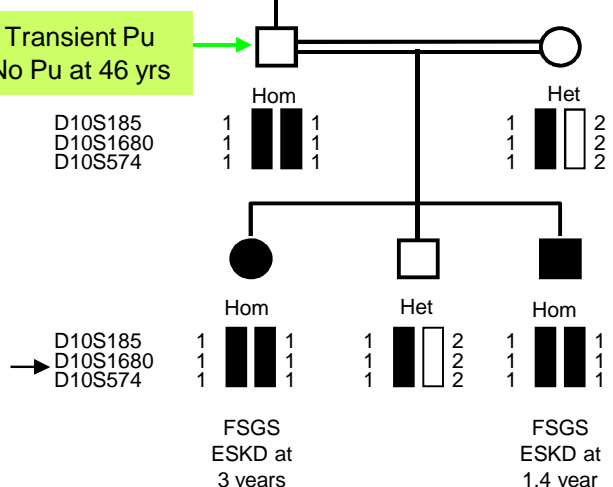 Transient Pu
No Pu at 46 yrs
Hom
Het
D10S185 1 1 1 2
D10S1680 1 1 1 2
D10S574 1 1 1 2
Hom
Het
Hom
D10S185 1 1 1 2 1 1
D10S1680 1 1 1 2 1 1
D10S574 1 1 1 2 1 1
FSGS
ESKD at
3 years
FSGS
ESKD at
1.4 year